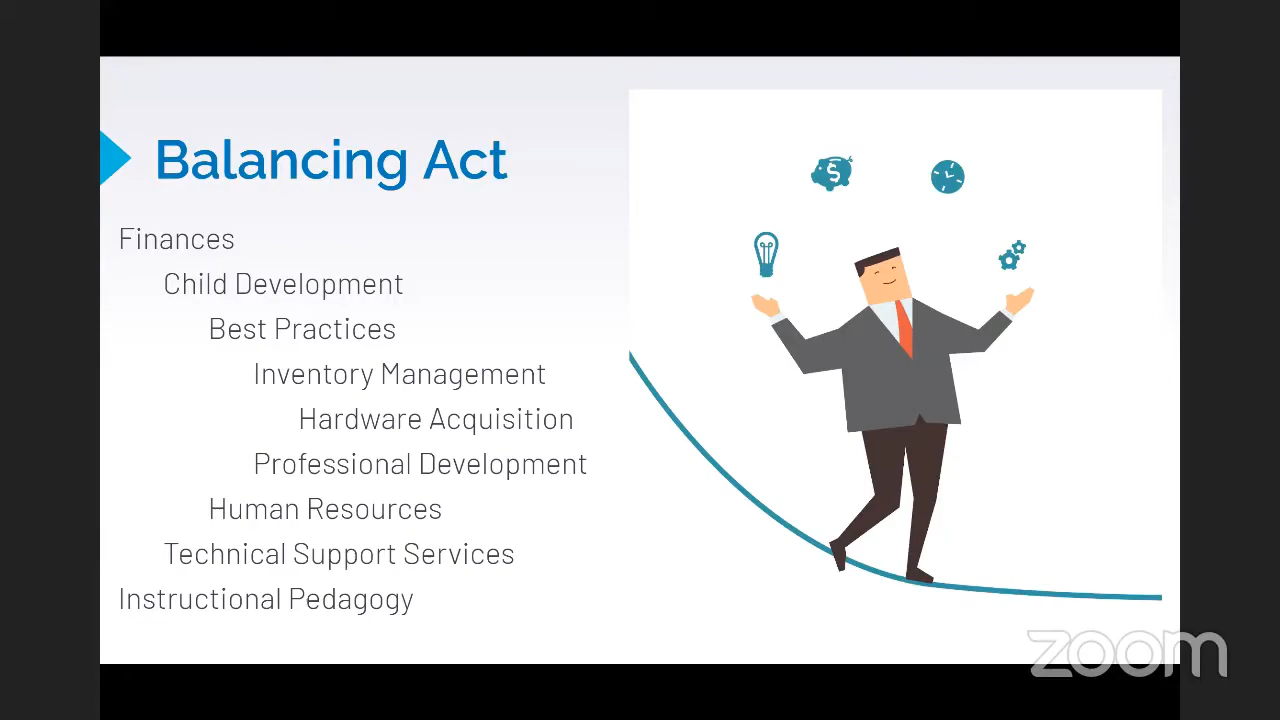 Balancing Act
Finances
Child Development
Best Practices
Inventory Management
Hardware Acquisition
Professional Development
Human Resources
Technical Support Services
Instructional Pedagogy
$
zoom